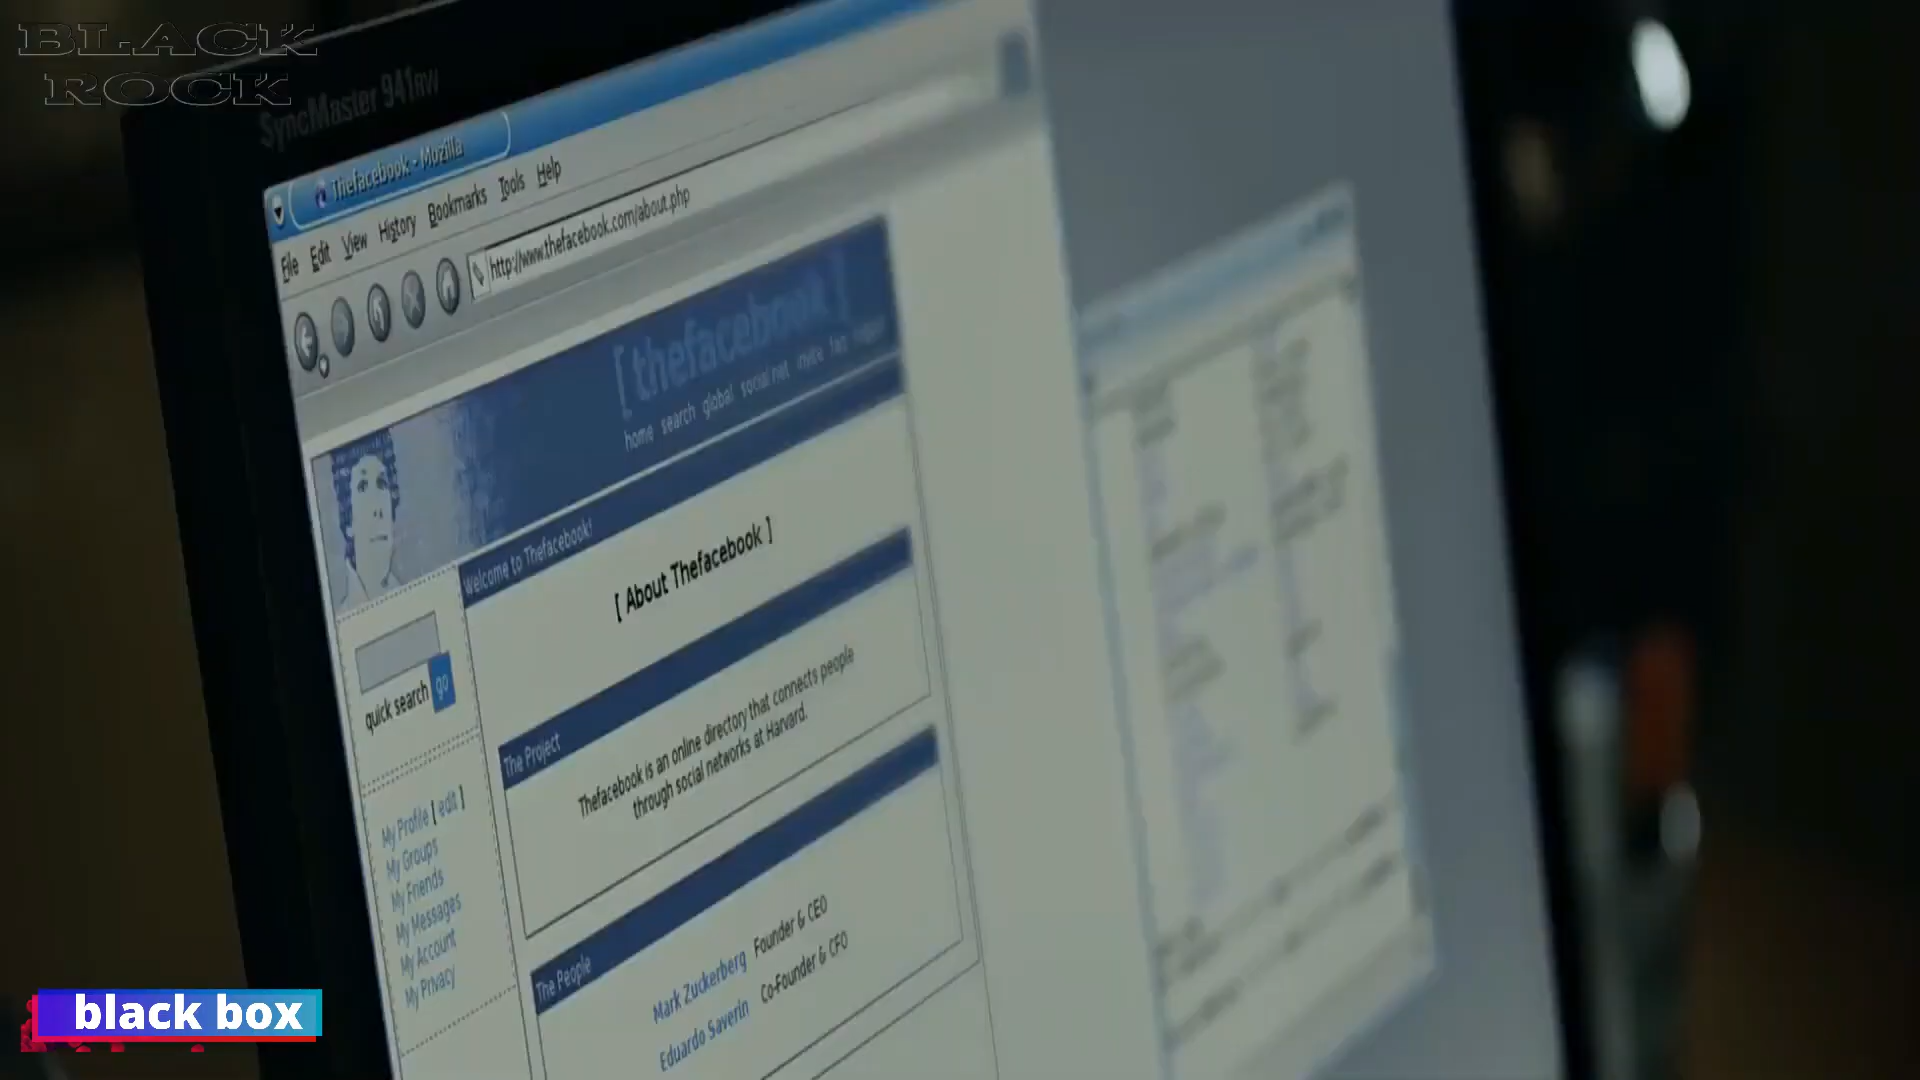 BLACK
ROCK
SyncMaster 941BW
Thefacebook - Mozilla
File Edit View History Bookmarks Tools Help
http://www.thefacebook.com/about.php
[ thefacebook ]
home search global social net invite faq logout
Welcome to Thefacebook!
[ About Thefacebook ]
quick search go
The Project
Thefacebook is an online directory that connects people
through social networks at Harvard.
My Profile [ edit ]
My Groups
My Friends
My Messages
My Account
My Privacy
The People
Mark Zuckerberg Founder & CEO
Eduardo Saverin Co-Founder & CFO
black box